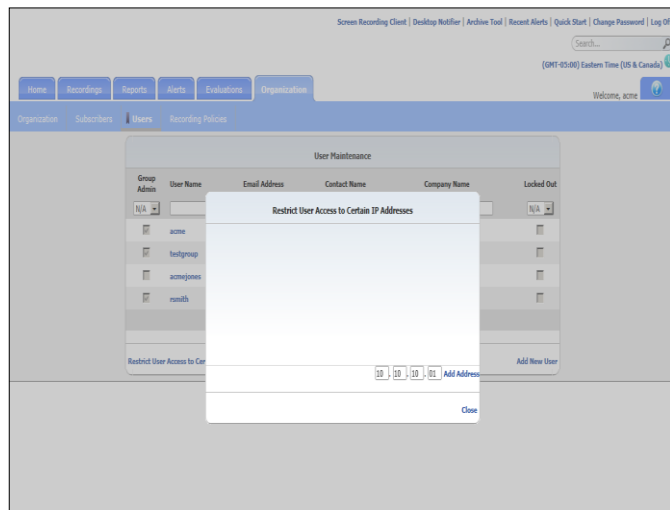 Screen Recording Client | Desktop Notifier | Archive Tool | Recent Alerts | Quick Start | Change Password | Log Off
Search...
(GMT-05:00) Eastern Time (US & Canada)
Home Recordings Reports Alerts Evaluations Organization
Welcome, acme
Organization Subscribers Users Recording Policies
User Maintenance
Group Admin User Name Email Address Contact Name Company Name Locked Out
N/A N/A
Restrict User Access to Certain IP Addresses
acme
testgroup
acmejones
rsmith
Restrict User Access to Cer Add New User
10 . 10 . 10 . 01 Add Address
Close